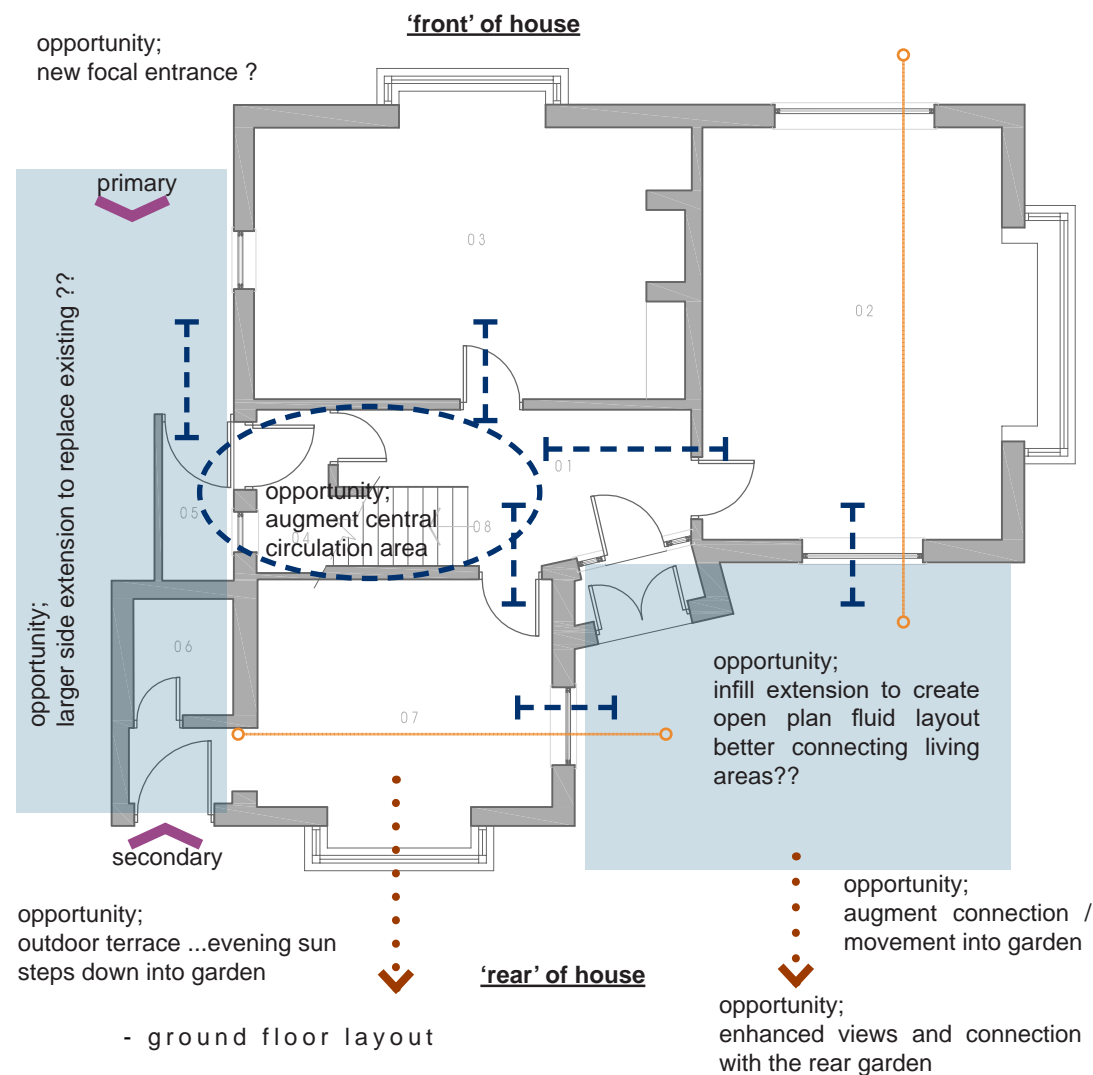 ‘front’ of house
opportunity;
new focal entrance ?
primary
03
02
opportunity;
larger side extension to replace existing ??
01
opportunity;
augment central
circulation area
05
04
08
06
07
opportunity;
infill extension to create
open plan fluid layout
better connecting living
areas??
secondary
opportunity;
outdoor terrace ...evening sun
steps down into garden
opportunity;
augment connection /
movement into garden
‘rear’ of house
opportunity;
enhanced views and connection
with the rear garden
- ground floor layout